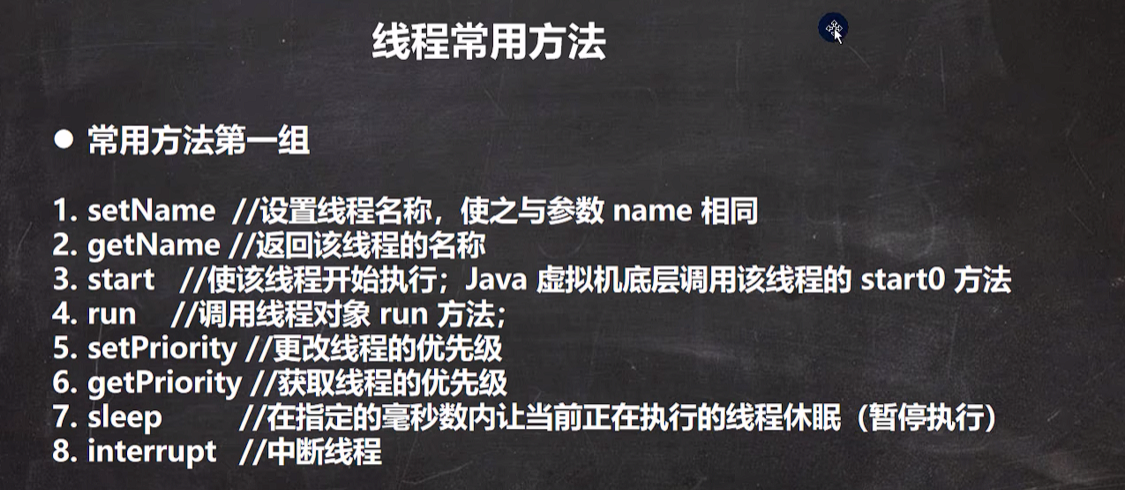 线程常用方法
● 常用方法第一组
1. setName //设置线程名称，使之与参数 name 相同
2. getName //返回该线程的名称
3. start //使该线程开始执行；Java 虚拟机底层调用该线程的 start0 方法
4. run //调用线程对象 run 方法；
5. setPriority //更改线程的优先级
6. getPriority //获取线程的优先级
7. sleep //在指定的毫秒数内让当前正在执行的线程休眠（暂停执行）
8. interrupt //中断线程